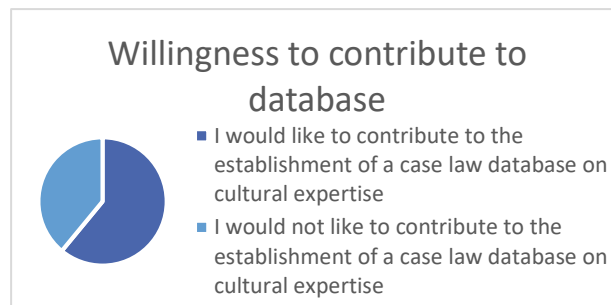 Willingness to contribute to
database
I would like to contribute to the
establishment of a case law database on
cultural expertise
I would not like to contribute to the
establishment of a case law database on
cultural expertise